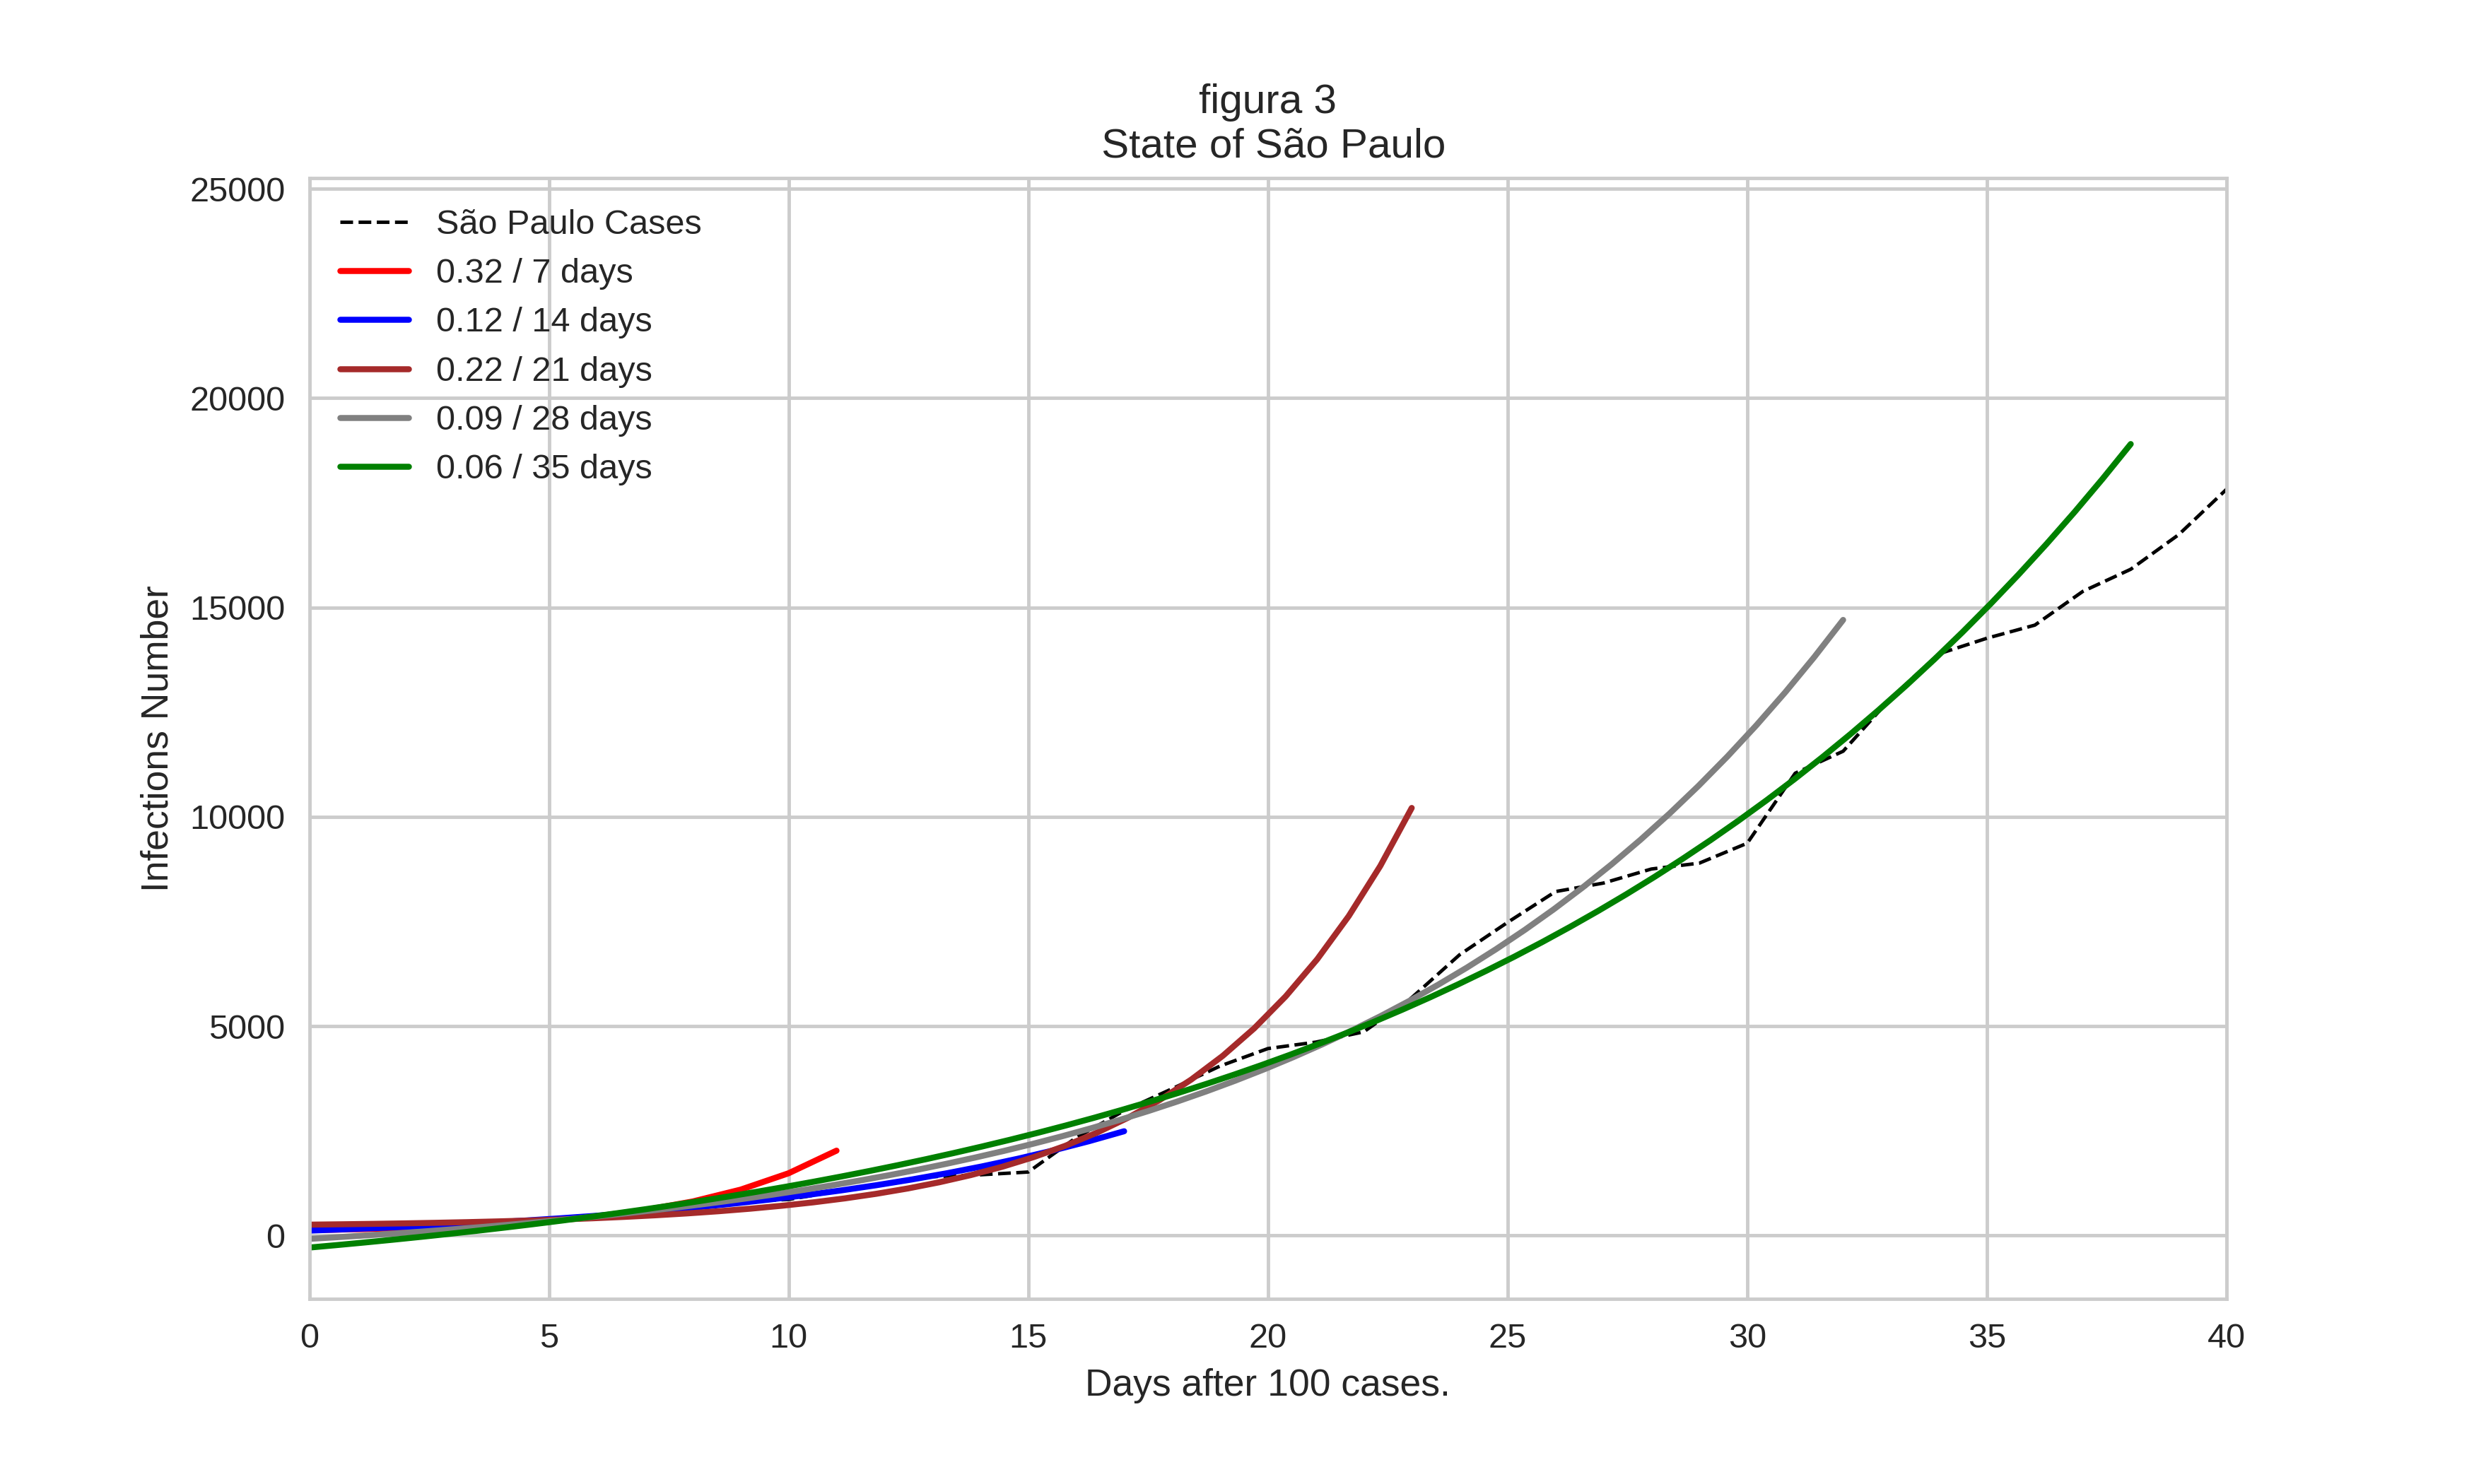 figura 3
State of São Paulo
25000
20000
15000
10000
5000
0
Infections Number
São Paulo Cases
0.32 / 7 days
0.12 / 14 days
0.22 / 21 days
0.09 / 28 days
0.06 / 35 days
0 5 10 15 20 25 30 35 40
Days after 100 cases.